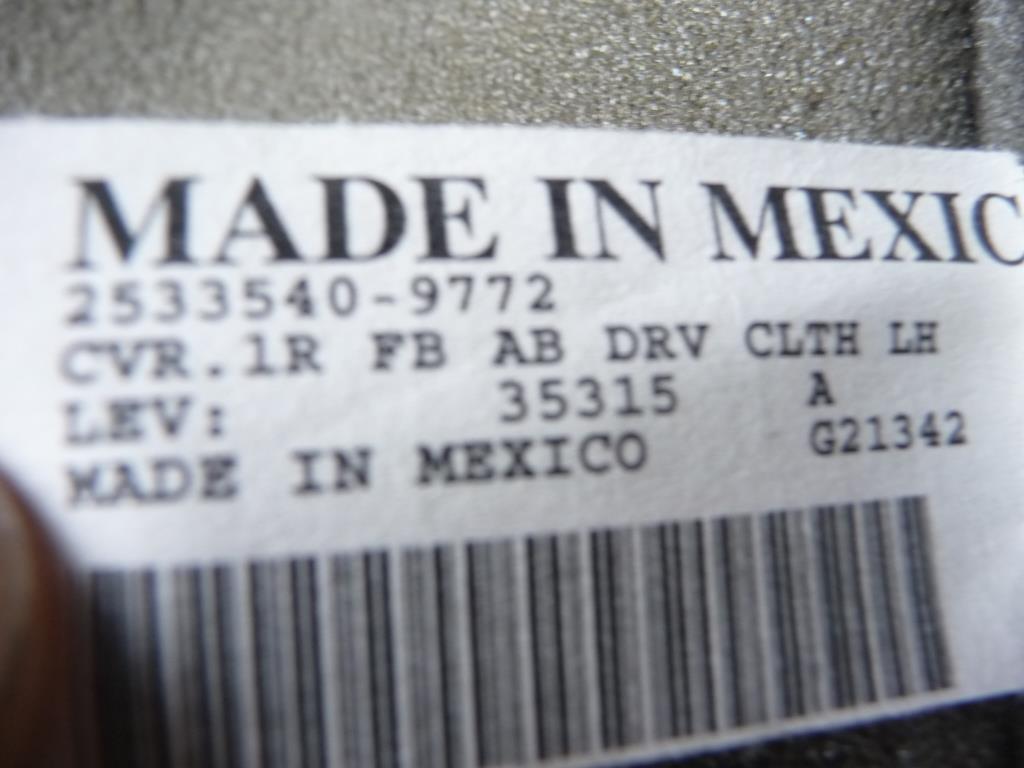 MADE IN MEXIC
2533540-9772
CVR.1R FB AB DRV CLTH LH
LEV: 35315 A
MADE IN MEXICO G21342